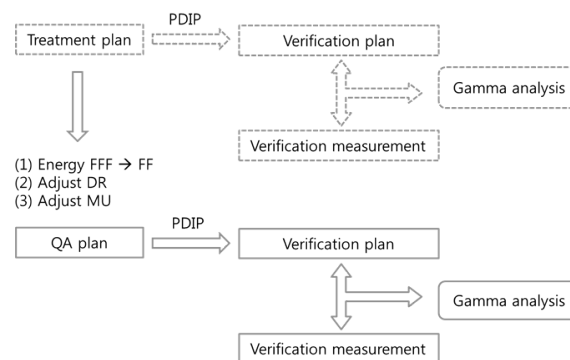 PDIP
Treatment plan
Verification plan
Gamma analysis
Verification measurement
(1) Energy FFF → FF
(2) Adjust DR
(3) Adjust MU
PDIP
QA plan
Verification plan
Gamma analysis
Verification measurement